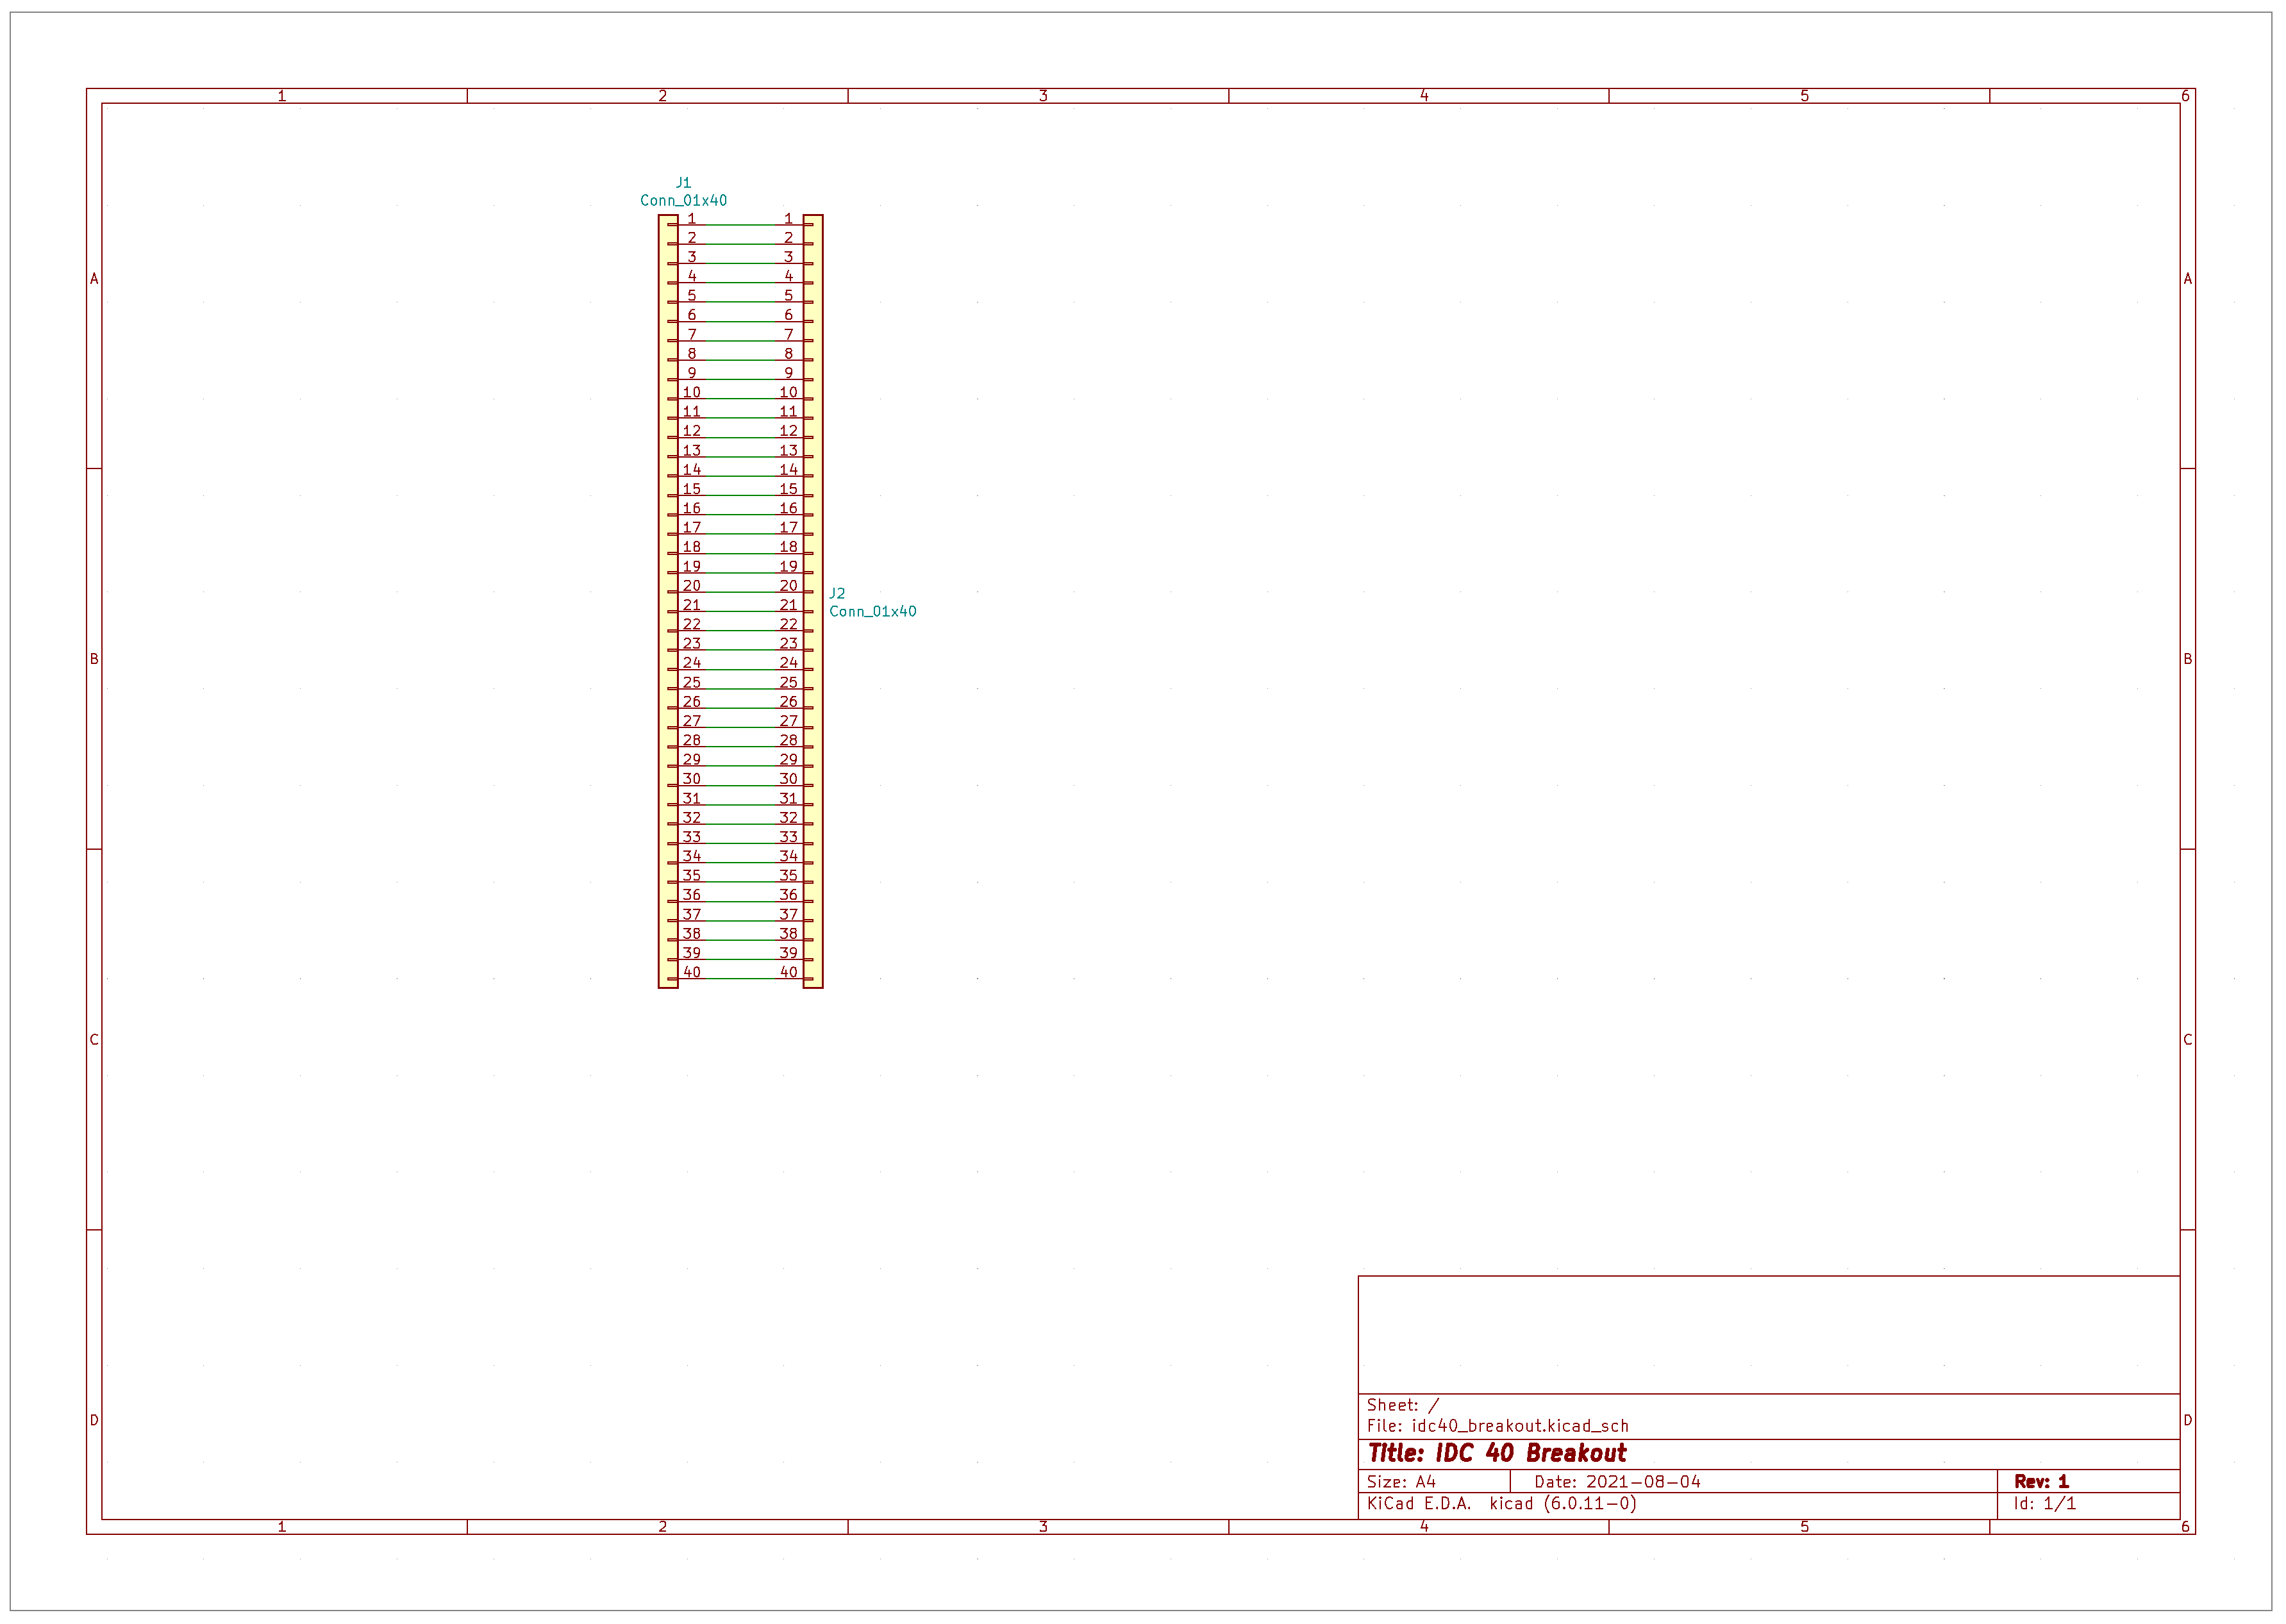 1 2 3 4 5 6
J1
Conn_01x40
1 1
2 2
3 3
A A
4 4
5 5
6 6
7 7
8 8
9 9
10 10
11 11
12 12
13 13
14 14
15 15
16 16
17 17
18 18
19 19
20 20
J2
21 21
Conn_01x40
22 22
23 23
B B
24 24
25 25
26 26
27 27
28 28
29 29
30 30
31 31
32 32
33 33
34 34
35 35
36 36
37 37
38 38
39 39
40 40
C C
Sheet: /
D D
File: idc40_breakout.kicad_sch
Title: IDC 40 Breakout
Size: A4 Date: 2021-08-04 Rev: 1
KiCad E.D.A. kicad (6.0.11-0) Id: 1/1
1 2 3 4 5 6